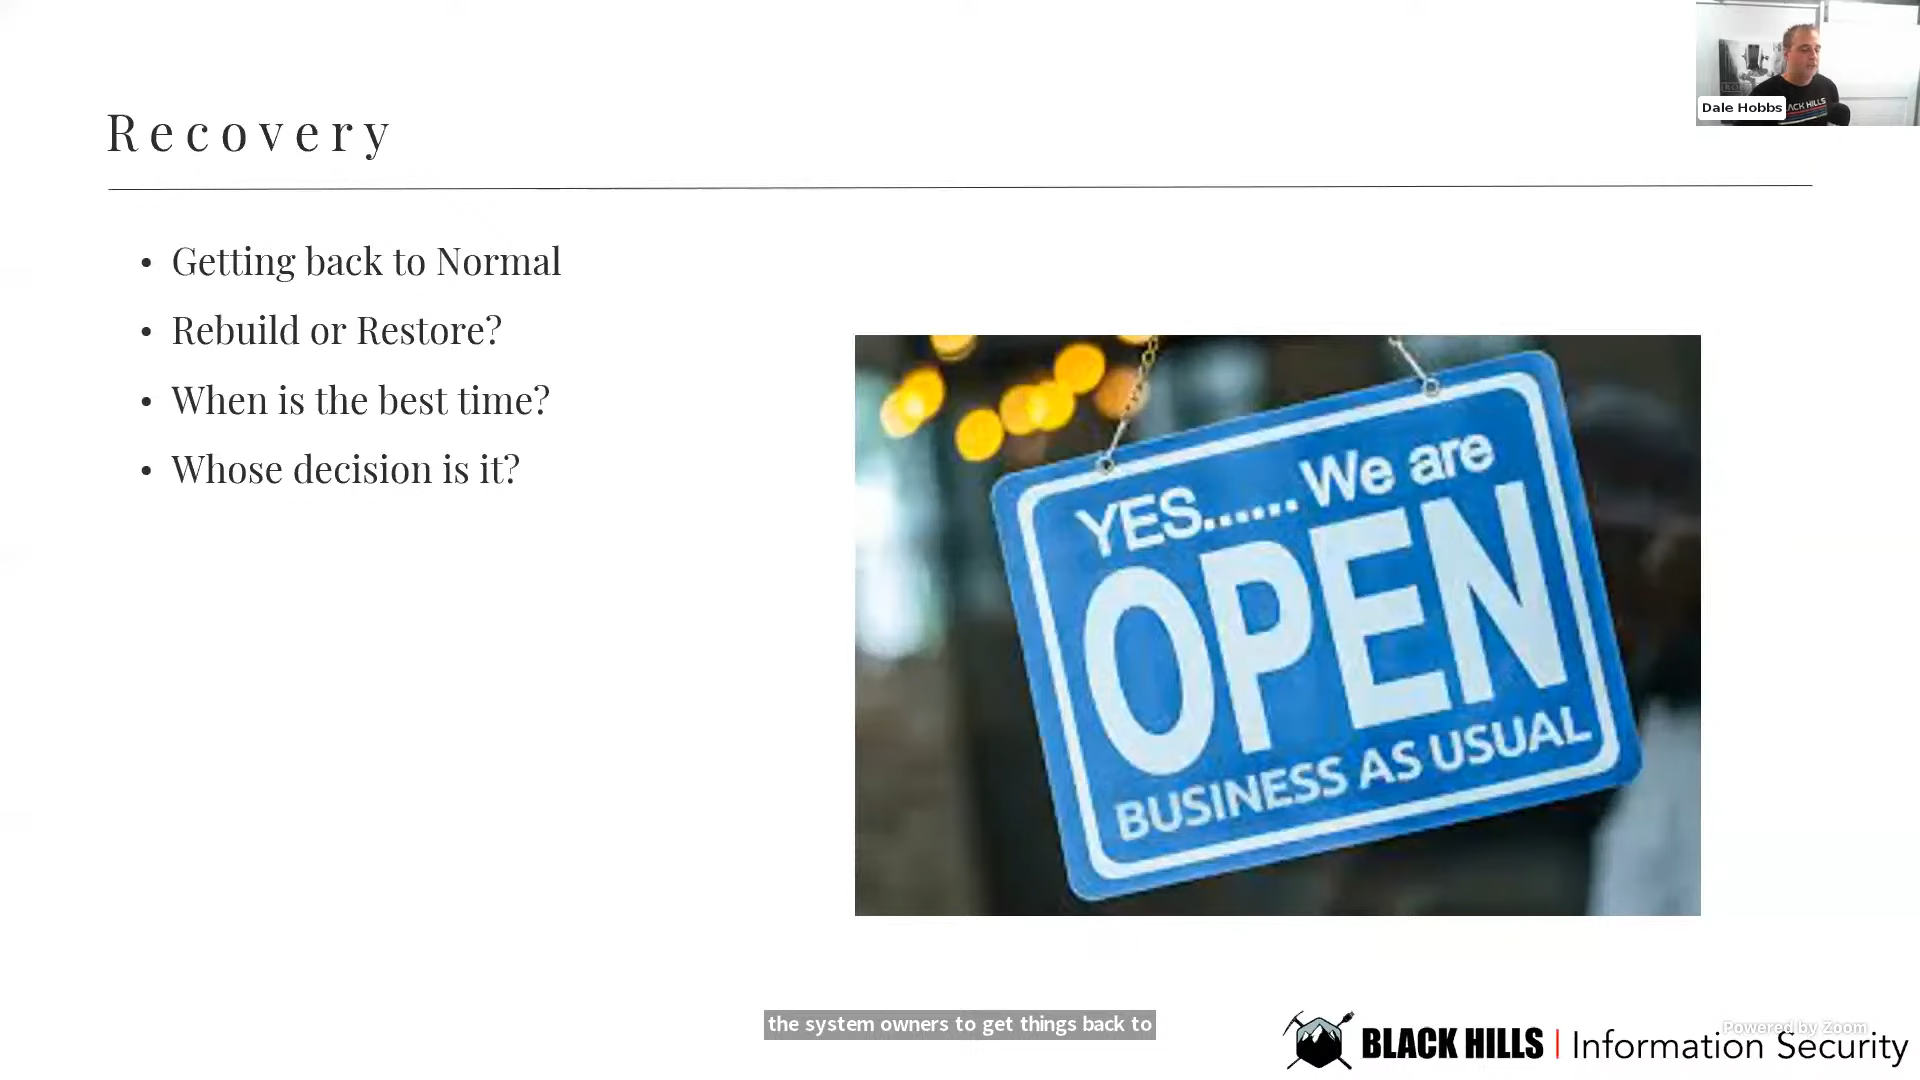 Recovery
• Getting back to Normal
• Rebuild or Restore?
• When is the best time?
• Whose decision is it?
YES...... We are
OPEN
BUSINESS AS USUAL
Dale Hobbs
ACK HILLS
the system owners to get things back to
BLACK HILLS | Information Security
Powered by Zoom